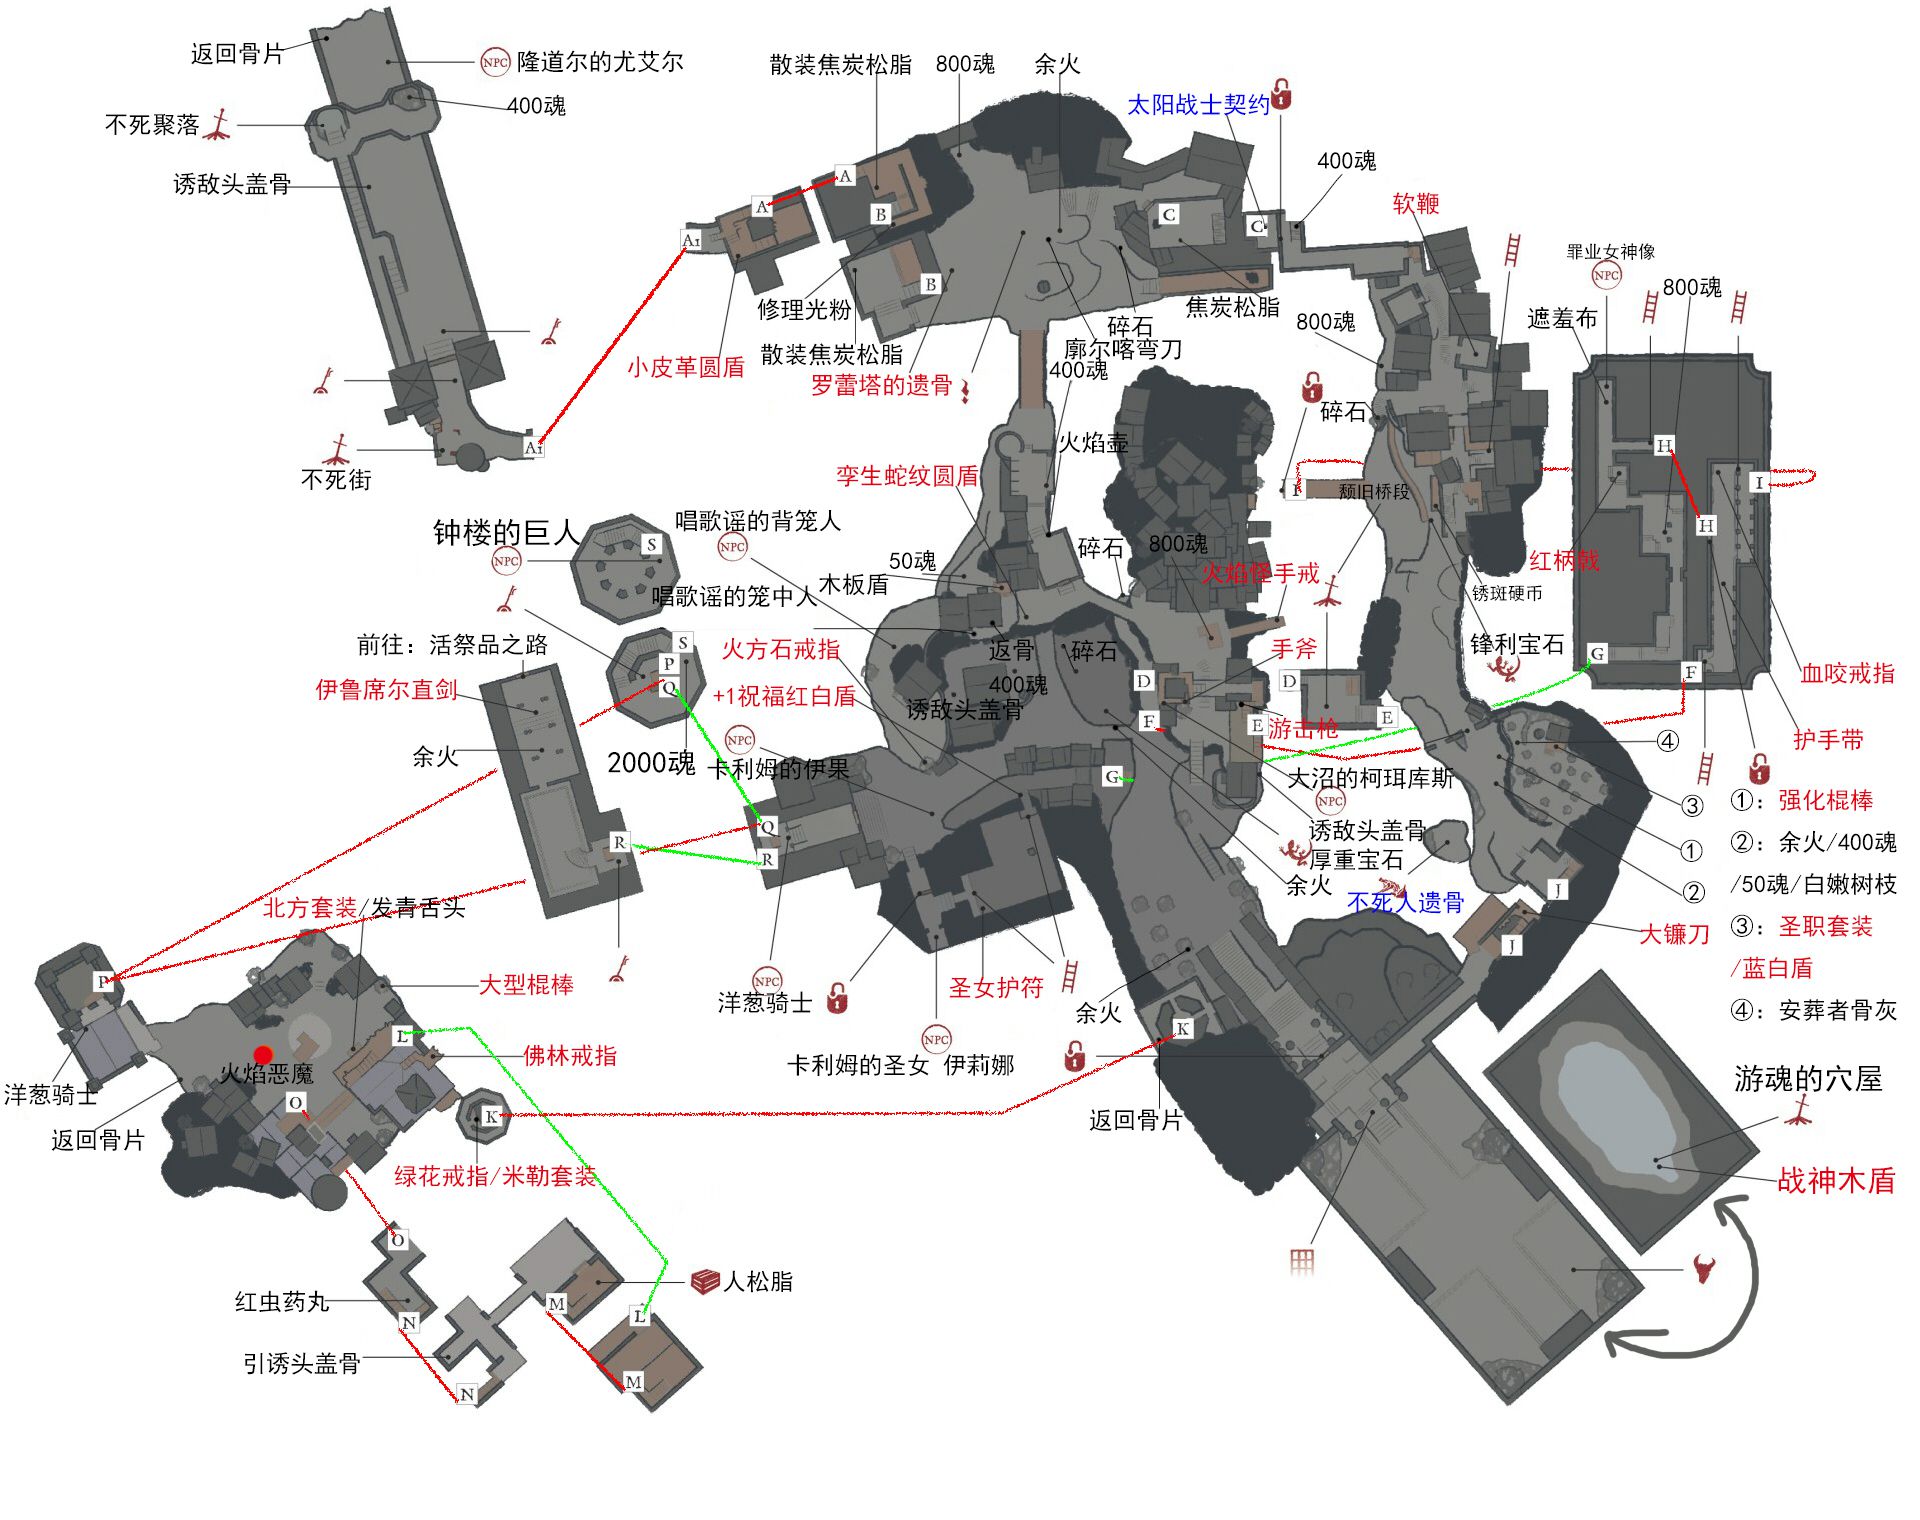 返回骨片
NPC 隆道尔的尤艾尔
400魂
不死聚落
诱敌头盖骨
不死街
A1
A1
A
A
B
B
散装焦炭松脂
800魂
余火
太阳战士契约
400魂
C
C
软鞭
修理光粉
散装焦炭松脂
小皮革圆盾
罗蕾塔的遗骨
碎石
廓尔喀弯刀
400魂
焦炭松脂
800魂
碎石
罪业女神像
NPC
800魂
遮羞布
H
H
I
I
颓旧桥段
火焰壶
孪生蛇纹圆盾
唱歌谣的背笼人
NPC
钟楼的巨人
NPC
S
50魂
木板盾
唱歌谣的笼中人
碎石
800魂
火焰怪手戒
红柄戟
锈斑硬币
锋利宝石
前往：活祭品之路
伊鲁席尔直剑
S
P
Q
火方石戒指
返骨
碎石
400魂
+1祝福红白盾
诱敌头盖骨
手斧
D
D
E
E
F
F
G
G
游击枪
血咬戒指
护手带
余火
2000魂
NPC
卡利姆的伊果
大沼的柯珥库斯
NPC
诱敌头盖骨
厚重宝石
余火
不死人遗骨
④
③
①
②
①：强化棍棒
②：余火/400魂
/50魂/白嫩树枝
③：圣职套装
/蓝白盾
④：安葬者骨灰
Q
R
R
J
J
大镰刀
北方套装/发青舌头
NPC
洋葱骑士
圣女护符
NPC
卡利姆的圣女 伊莉娜
余火
K
返回骨片
P
大型棍棒
L
佛林戒指
火焰恶魔
O
洋葱骑士
返回骨片
K
绿花戒指/米勒套装
游魂的穴屋
战神木盾
O
红虫药丸
N
引诱头盖骨
N
M
人松脂
L
M